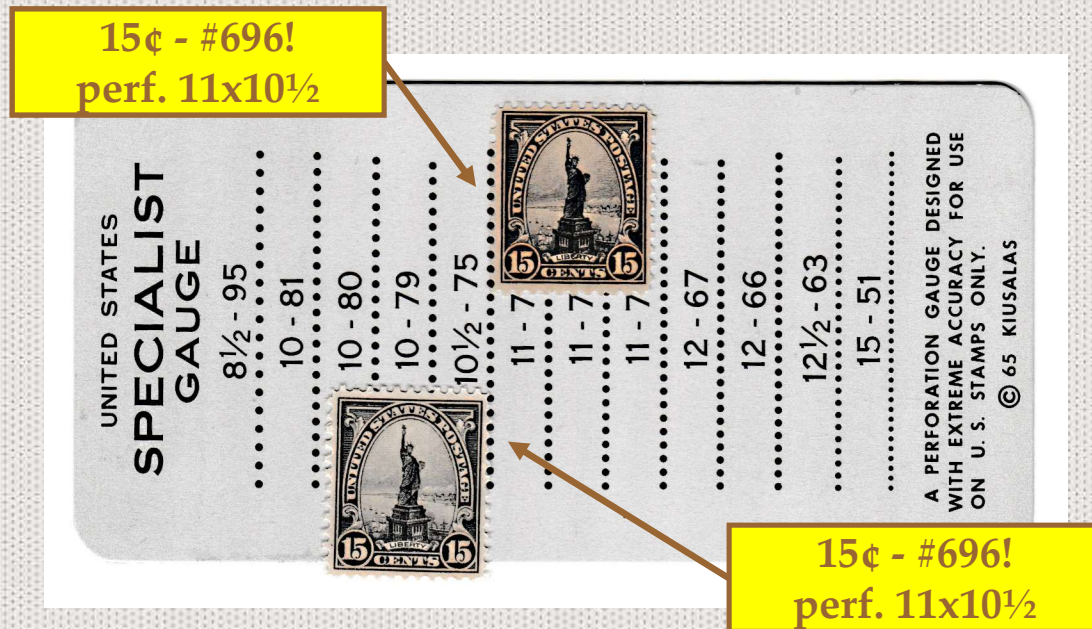 15¢ - #696!
perf. 11x10½
UNITED STATES
SPECIALIST
GAUGE
8½ - 95
10 - 81
10 - 80
10 - 79
10½ - 75
11 - 7
11 - 7
11 - 7
12 - 67
12 - 66
12½ - 63
15 - 51
A PERFORATION GAUGE DESIGNED
WITH EXTREME ACCURACY FOR USE
ON U. S. STAMPS ONLY.
© 65 KIUSALAS
UNITED STATES POSTAGE
LIBERTY
15 CENTS 15
UNITED STATES POSTAGE
LIBERTY
15 CENTS 15
15¢ - #696!
perf. 11x10½